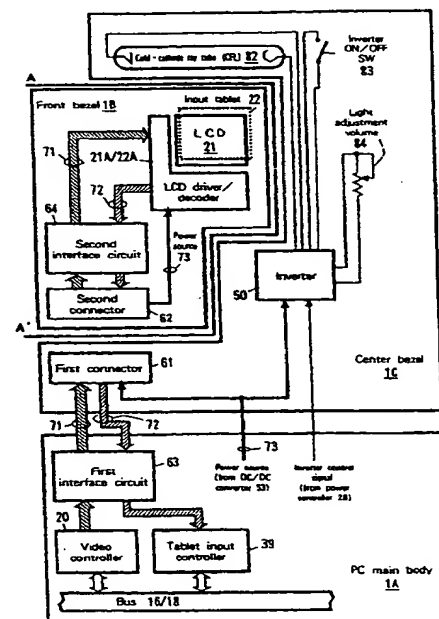 Cold-cathode ray tube (CFL) 82
Inverter
ON/OFF
SW
83
A
Front bezel 1B
Input tablet
22
LCD
21
71
21A/22A
72
LCD driver/
decoder
Light
adjustment
volume
84
64
Second
interface circuit
Power
source
73
Second
connector
62
Inverter
50
A'
First connector
61
Center bezel
1C
71
72
73
First
interface circuit
63
Power source
(from DC/DC
connector 53)
Inverter control
signal
(from power
controller 28)
20
Video
controller
Tablet input
controller
39
PC main body
1A
Bus 16/18